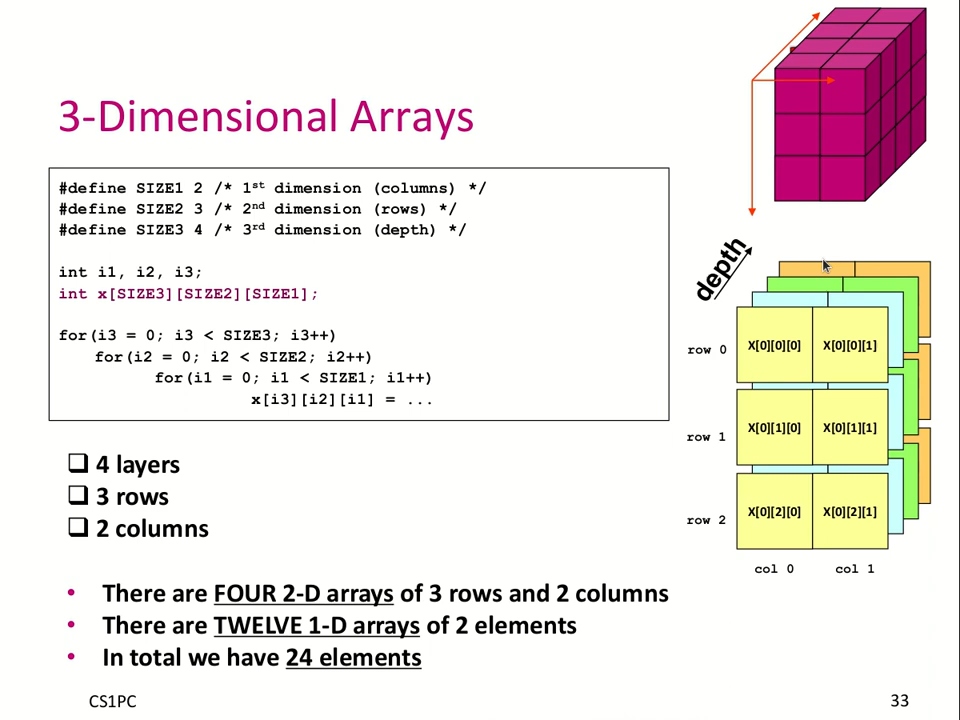 3-Dimensional Arrays
#define SIZE1 2 /* 1st dimension (columns) */
#define SIZE2 3 /* 2nd dimension (rows) */
#define SIZE3 4 /* 3rd dimension (depth) */
int i1, i2, i3;
int x[SIZE3][SIZE2][SIZE1];
for(i3 = 0; i3 < SIZE3; i3++)
for(i2 = 0; i2 < SIZE2; i2++)
for(i1 = 0; i1 < SIZE1; i1++)
x[i3][i2][i1] = ...
❑ 4 layers
❑ 3 rows
❑ 2 columns
• There are FOUR 2-D arrays of 3 rows and 2 columns
• There are TWELVE 1-D arrays of 2 elements
• In total we have 24 elements
depth
row 0 X[0][0][0] X[0][0][1]
row 1 X[0][1][0] X[0][1][1]
row 2 X[0][2][0] X[0][2][1]
col 0 col 1
CS1PC 33